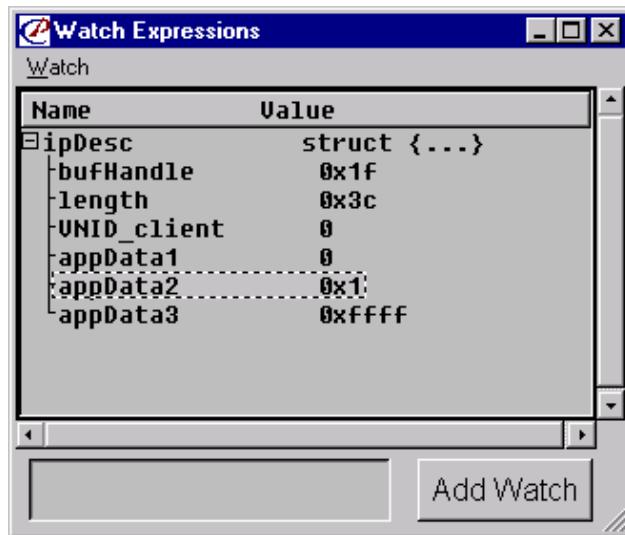 Watch Expressions
Watch
Name Value
ipDesc struct {...}
bufHandle 0x1f
length 0x3c
VNID_client 0
appData1 0
appData2 0x1
appData3 0xffff
Add Watch